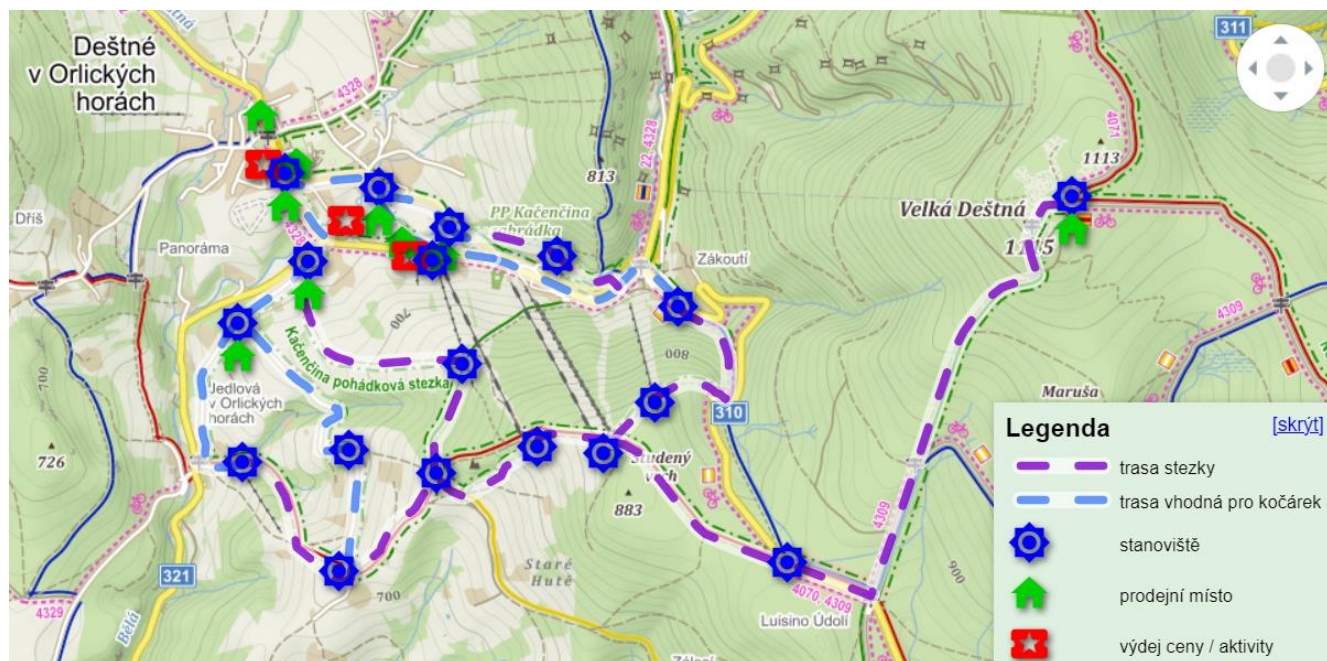 Deštné
v Orlických
horách
4328
4328
22, 4328
311
4071
1113
813
Velká Deštná
1115
PP Kačenčina
zahrádka
Dříš
Panoráma
Zákoutí
4309
700
Kačenčina pohádková stezka
800
Jedlová
v Orlických
horách
310
Maruša
726
700
Studený
vrch
883
4309
900
321
Staré
Hutě
700
4329
Bělá
4070, 4309
Luisino Údolí
Legenda
[skrýt]
trasa stezky
trasa vhodná pro kočárek
stanoviště
prodejní místo
výdej ceny / aktivity